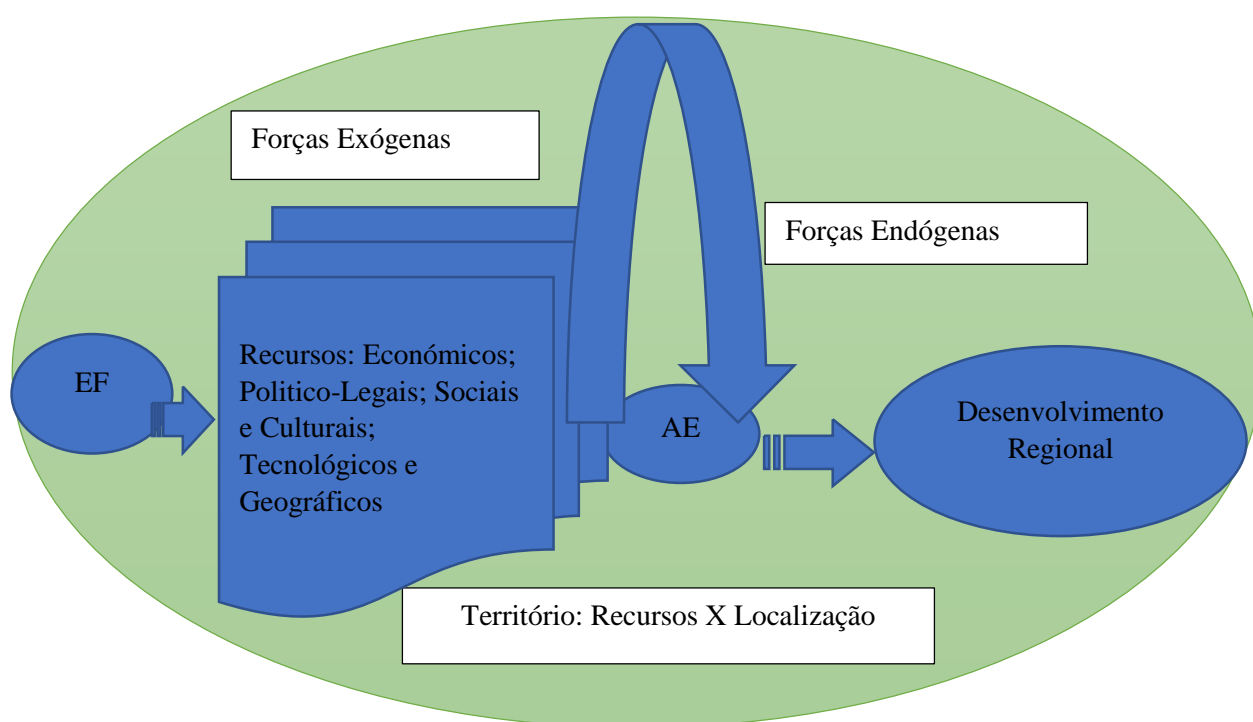 Forças Exógenas
Forças Endógenas
EF
Recursos: Económicos;
Politico-Legais; Sociais
e Culturais;
Tecnológicos e
Geográficos
AE
Desenvolvimento
Regional
Território: Recursos X Localização